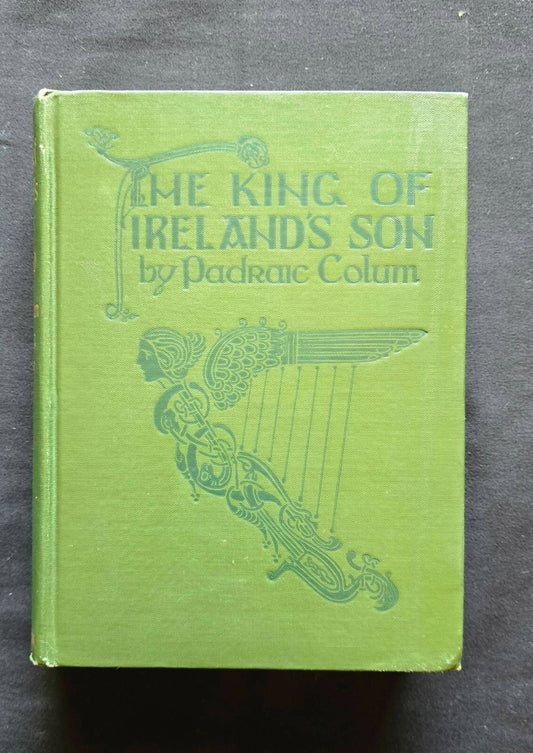 THE KING OF
IRELAND'S SON
by Padraic Colum